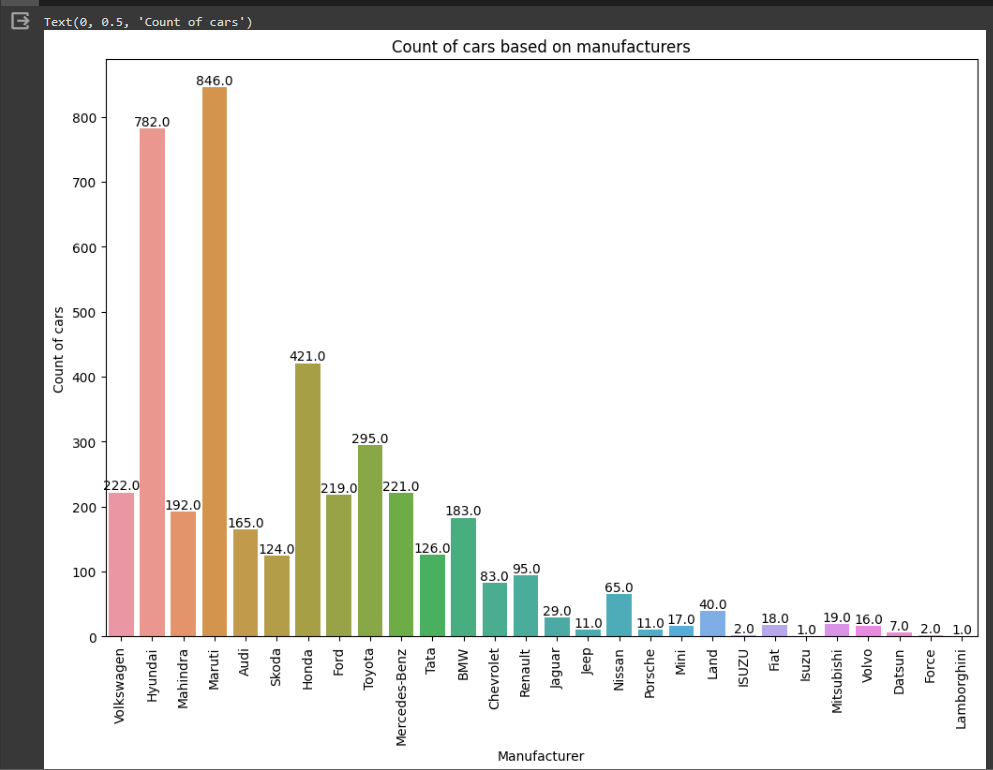 Text(0, 0.5, 'Count of cars')
Count of cars based on manufacturers
Count of cars
800
700
600
500
400
300
200
100
0
222.0
782.0
192.0
846.0
165.0
124.0
421.0
219.0
295.0
221.0
126.0
183.0
83.0
95.0
29.0
11.0
65.0
11.0
17.0
40.0
2.0
18.0
1.0
19.0
16.0
7.0
2.0
1.0
Volkswagen
Hyundai
Mahindra
Maruti
Audi
Skoda
Honda
Ford
Toyota
Mercedes-Benz
Tata
BMW
Chevrolet
Renault
Jaguar
Jeep
Nissan
Porsche
Mini
Land
ISUZU
Fiat
Isuzu
Mitsubishi
Volvo
Datsun
Force
Lamborghini
Manufacturer